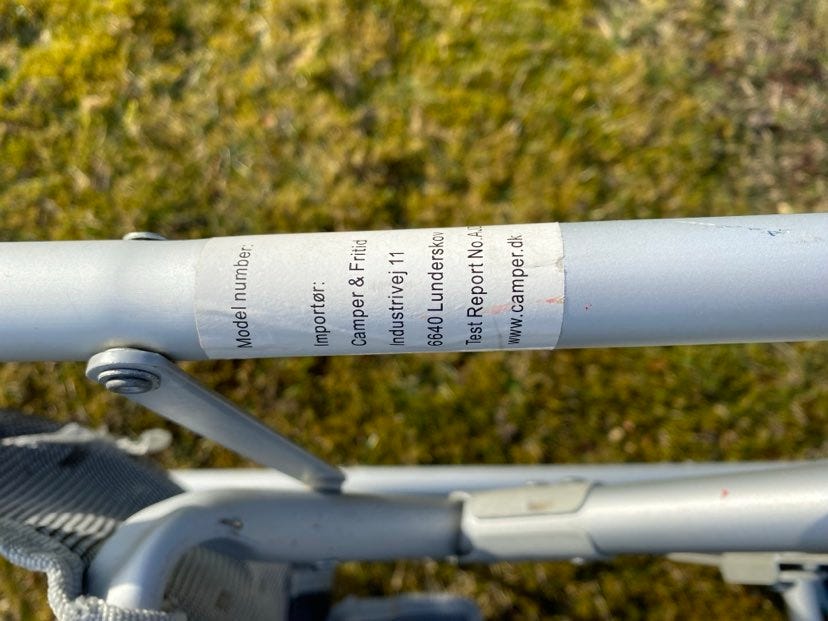 Model number:
Importør:
Camper & Fritid
Industrivej 11
6640 Lunderskov
Test Report No.
www.camper.dk